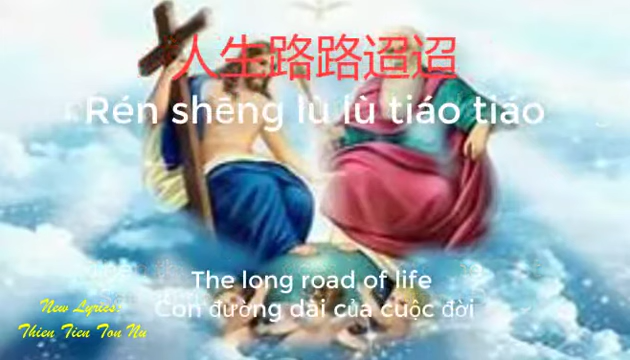 人生路路迢迢
Rén shēng lù lù tiáo tiáo
The long road of life
Con đường dài của cuộc đời
New Lyrics:
Thien Tien Ton Nu